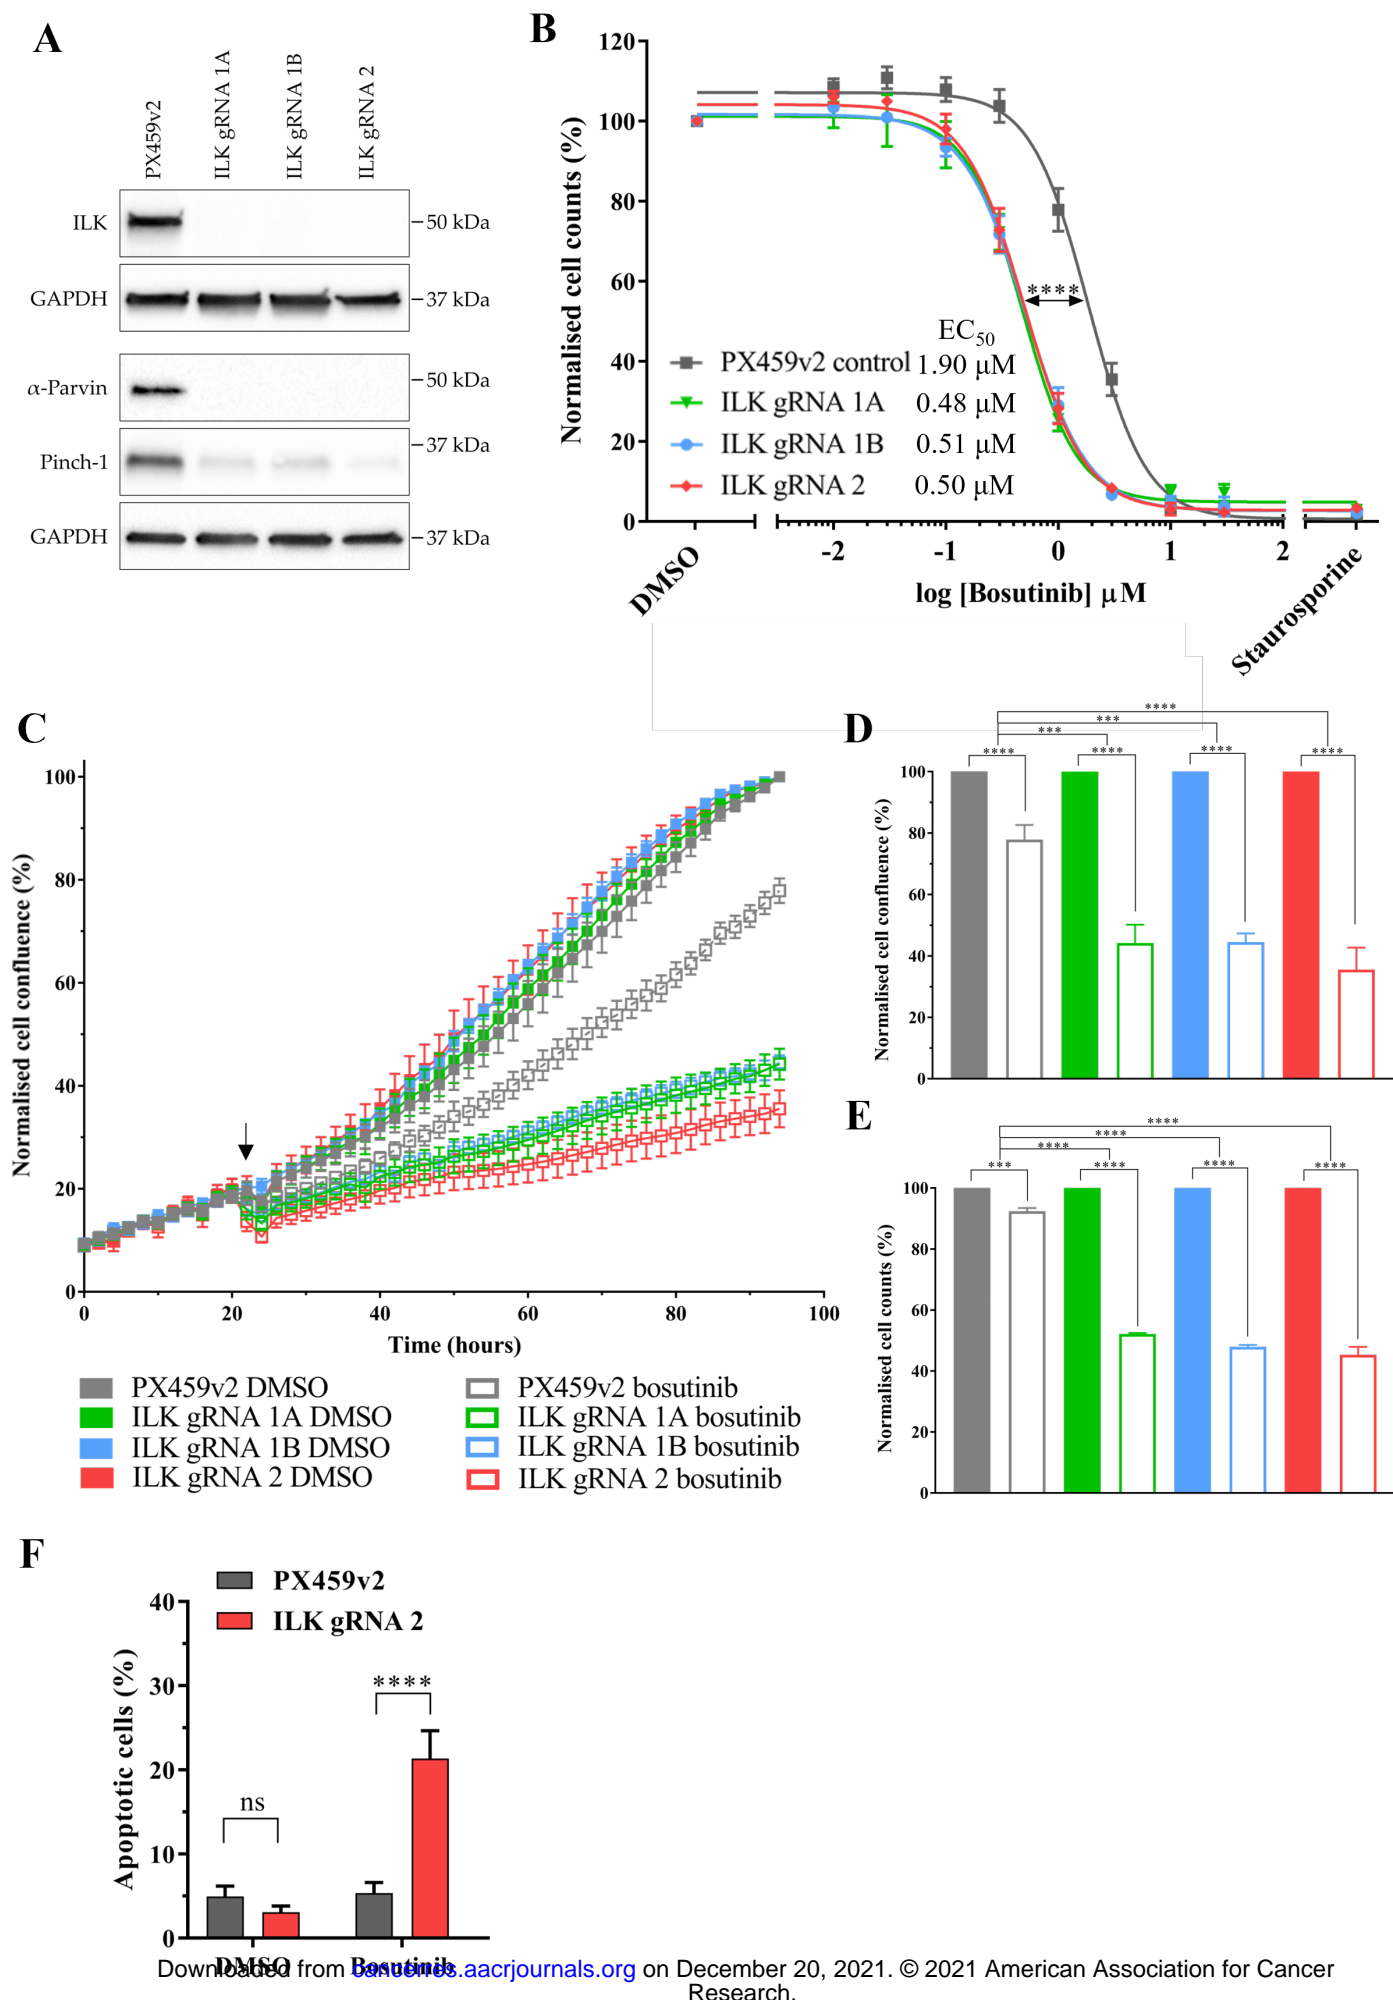 A
PX459v2
ILK gRNA 1A
ILK gRNA 1B
ILK gRNA 2
ILK
50 kDa
GAPDH
37 kDa
α-Parvin
50 kDa
Pinch-1
37 kDa
GAPDH
37 kDa
B
Normalised cell counts (%)
120
100
80
60
40
20
0
****
EC50
PX459v2 control 1.90 μM
ILK gRNA 1A 0.48 μM
ILK gRNA 1B 0.51 μM
ILK gRNA 2 0.50 μM
DMSO
-2 -1 0 1 2
Staurosporine
log [Bosutinib] μM
C
Normalised cell confluence (%)
100
80
60
40
20
0
0 20 40 60 80 100
Time (hours)
PX459v2 DMSO
ILK gRNA 1A DMSO
ILK gRNA 1B DMSO
ILK gRNA 2 DMSO
PX459v2 bosutinib
ILK gRNA 1A bosutinib
ILK gRNA 1B bosutinib
ILK gRNA 2 bosutinib
D
Normalised cell confluence (%)
100
80
60
40
20
0
****
***
***
**** **** **** ****
E
Normalised cell counts (%)
100
80
60
40
20
0
****
****
****
*** **** **** ****
F
PX459v2
ILK gRNA 2
Apoptotic cells (%)
40
30
20
10
0
ns
****
DMSO Bosutinib
Downloaded from cancerres.aacrjournals.org on December 20, 2021. © 2021 American Association for Cancer
Research.